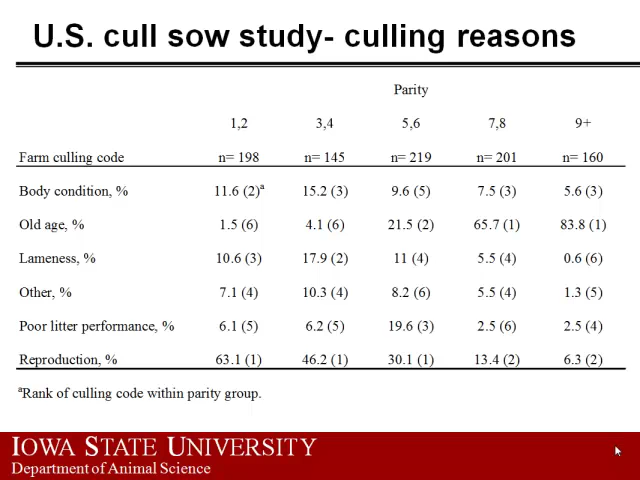 U.S. cull sow study- culling reasons
Parity
1,2 3,4 5,6 7,8 9+
Farm culling code n= 198 n= 145 n= 219 n= 201 n= 160
Body condition, % 11.6 (2)ª 15.2 (3) 9.6 (5) 7.5 (3) 5.6 (3)
Old age, % 1.5 (6) 4.1 (6) 21.5 (2) 65.7 (1) 83.8 (1)
Lameness, % 10.6 (3) 17.9 (2) 11 (4) 5.5 (4) 0.6 (6)
Other, % 7.1 (4) 10.3 (4) 8.2 (6) 5.5 (4) 1.3 (5)
Poor litter performance, % 6.1 (5) 6.2 (5) 19.6 (3) 2.5 (6) 2.5 (4)
Reproduction, % 63.1 (1) 46.2 (1) 30.1 (1) 13.4 (2) 6.3 (2)
ªRank of culling code within parity group.
IOWA STATE UNIVERSITY
Department of Animal Science